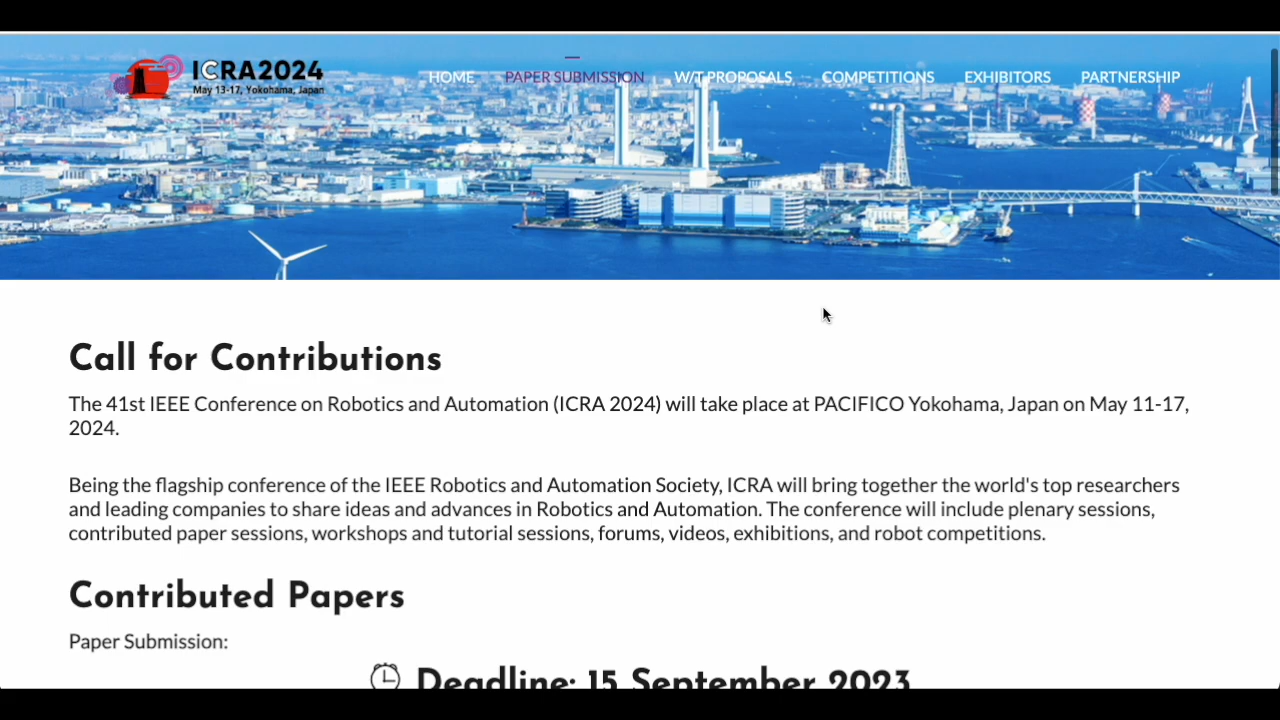 ICRA2024
May 13-17, Yokohama, Japan
HOME PAPER SUBMISSION W/T PROPOSALS COMPETITIONS EXHIBITORS PARTNERSHIP
Call for Contributions
The 41st IEEE Conference on Robotics and Automation (ICRA 2024) will take place at PACIFICO Yokohama, Japan on May 11-17,
2024.
Being the flagship conference of the IEEE Robotics and Automation Society, ICRA will bring together the world's top researchers
and leading companies to share ideas and advances in Robotics and Automation. The conference will include plenary sessions,
contributed paper sessions, workshops and tutorial sessions, forums, videos, exhibitions, and robot competitions.
Contributed Papers
Paper Submission:
Deadline: 15 September 2023